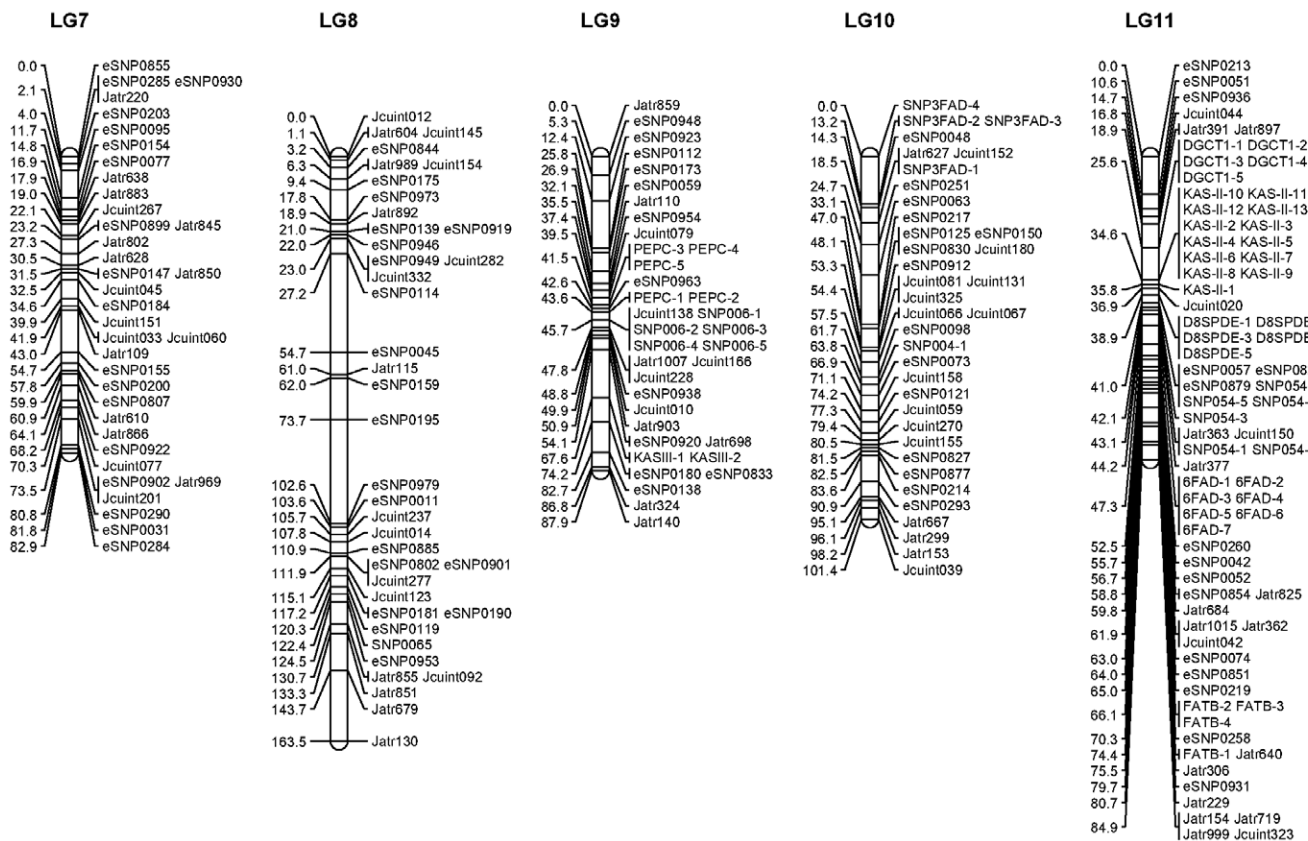 LG7
0.0 eSNP0855
2.1 eSNP0285 eSNP0930
Jatr220
4.0 eSNP0203
11.7 eSNP0095
14.8 eSNP0154
16.9 eSNP0077
17.9 Jatr638
19.0 Jatr883
22.1 Jcuint267
23.2 eSNP0899 Jatr845
27.3 Jatr802
30.5 Jatr628
31.5 eSNP0147 Jatr850
32.5 Jcuint045
34.6 eSNP0184
39.9 Jcuint151
41.9 Jcuint033 Jcuint060
43.0 Jatr109
54.7 eSNP0155
57.8 eSNP0200
59.9 eSNP0807
60.9 Jatr610
64.1 Jatr866
68.2 eSNP0922
70.3 Jcuint077
73.5 eSNP0902 Jatr969
Jcuint201
80.8 eSNP0290
81.8 eSNP0031
82.9 eSNP0284
LG8
0.0 Jcuint012
1.1 Jatr604 Jcuint145
3.2 eSNP0844
6.3 Jatr989 Jcuint154
9.4 eSNP0175
17.8 eSNP0973
18.9 Jatr892
21.0 eSNP0139 eSNP0919
22.0 eSNP0946
23.0 eSNP0949 Jcuint282
Jcuint332
27.2 eSNP0114
54.7 eSNP0045
61.0 Jatr115
62.0 eSNP0159
73.7 eSNP0195
102.6 eSNP0979
103.6 eSNP0011
105.7 Jcuint237
107.8 Jcuint014
110.9 eSNP0885
111.9 eSNP0802 eSNP0901
Jcuint277
115.1 Jcuint123
117.2 eSNP0181 eSNP0190
120.3 eSNP0119
122.4 SNP0065
124.5 eSNP0953
130.7 Jatr855 Jcuint092
133.3 Jatr851
143.7 Jatr679
163.5 Jatr130
LG9
0.0 Jatr859
5.3 eSNP0948
12.4 eSNP0923
25.8 eSNP0112
26.9 eSNP0173
32.1 eSNP0059
35.5 Jatr110
37.4 eSNP0954
39.5 Jcuint079
41.5 PEPC-3 PEPC-4
PEPC-5
42.6 eSNP0963
43.6 PEPC-1 PEPC-2
45.7 Jcuint138 SNP006-1
SNP006-2 SNP006-3
SNP006-4 SNP006-5
47.8 Jatr1007 Jcuint166
Jcuint228
48.8 eSNP0938
49.9 Jcuint010
50.9 Jatr903
54.1 eSNP0920 Jatr698
67.6 KASIII-1 KASIII-2
74.2 eSNP0180 eSNP0833
82.7 eSNP0138
86.8 Jatr324
87.9 Jatr140
LG10
0.0 SNP3FAD-4
13.2 SNP3FAD-2 SNP3FAD-3
14.3 eSNP0048
18.5 Jatr627 Jcuint152
SNP3FAD-1
24.7 eSNP0251
33.1 eSNP0063
47.0 eSNP0217
48.1 eSNP0125 eSNP0150
eSNP0830 Jcuint180
53.3 eSNP0912
54.4 Jcuint081 Jcuint131
Jcuint325
57.5 Jcuint066 Jcuint067
61.7 eSNP0098
63.8 SNP004-1
66.9 eSNP0073
71.1 Jcuint158
74.2 eSNP0121
77.3 Jcuint059
79.4 Jcuint270
80.5 Jcuint155
81.5 eSNP0827
82.5 eSNP0877
83.6 eSNP0214
90.9 eSNP0293
95.1 Jatr667
96.1 Jatr299
98.2 Jatr153
101.4 Jcuint039
LG11
0.0 eSNP0213
10.6 eSNP0051
14.7 eSNP0936
16.8 Jcuint044
18.9 Jatr391 Jatr897
25.6 DGCT1-1 DGCT1-2
DGCT1-3 DGCT1-4
DGCT1-5
34.6 KAS-II-10 KAS-II-11
KAS-II-12 KAS-II-13
KAS-II-2 KAS-II-3
KAS-II-4 KAS-II-5
KAS-II-6 KAS-II-7
KAS-II-8 KAS-II-9
35.8 KAS-II-1
36.9 Jcuint020
38.9 D8SPDE-1 D8SPDE
D8SPDE-3 D8SPDE
D8SPDE-5
41.0 eSNP0057 eSNP08
eSNP0879 SNP054-
SNP054-5 SNP054-
42.1 SNP054-3
43.1 Jatr363 Jcuint150
SNP054-1 SNP054-
44.2 Jatr377
47.3 6FAD-1 6FAD-2
6FAD-3 6FAD-4
6FAD-5 6FAD-6
6FAD-7
52.5 eSNP0260
55.7 eSNP0042
56.7 eSNP0052
58.8 eSNP0854 Jatr825
59.8 Jatr684
61.9 Jatr1015 Jatr362
Jcuint042
63.0 eSNP0074
64.0 eSNP0851
65.0 eSNP0219
66.1 FATB-2 FATB-3
FATB-4
70.3 eSNP0258
74.4 FATB-1 Jatr640
75.5 Jatr306
79.7 eSNP0931
80.7 Jatr229
84.9 Jatr154 Jatr719
Jatr999 Jcuint323